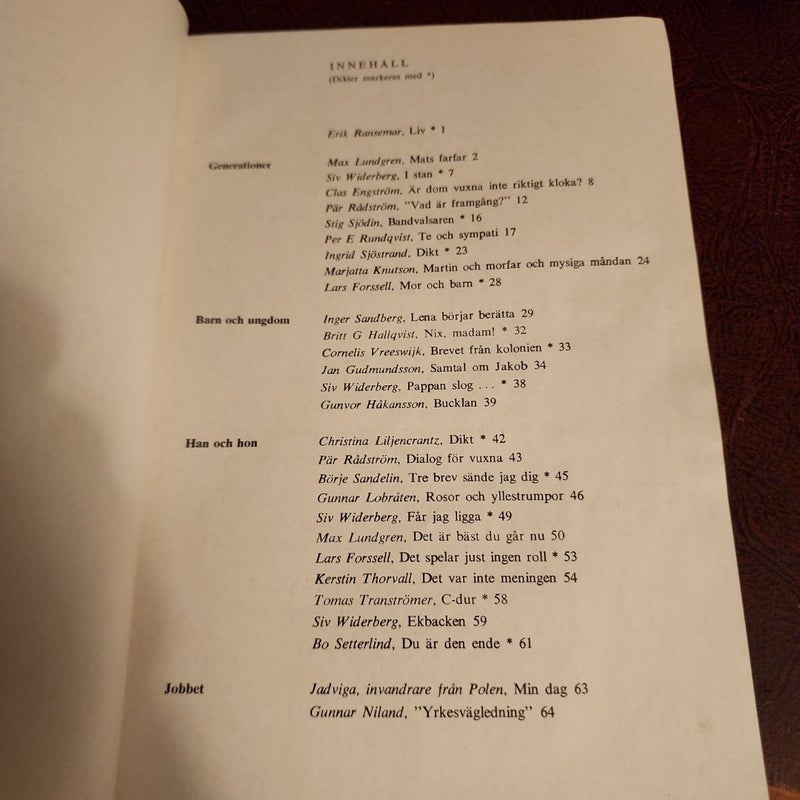 INNEHÅLL
(Dikter markeras med *)
Erik Ransemar, Liv * 1
Generationer
Max Lundgren, Mats farfar 2
Siv Widerberg, I stan * 7
Clas Engström, Är dom vuxna inte riktigt kloka? 8
Pär Rådström, "Vad är framgång?" 12
Stig Sjödin, Bandvalsaren * 16
Per E Rundqvist, Te och sympati 17
Ingrid Sjöstrand, Dikt * 23
Marjatta Knutson, Martin och morfar och mysiga måndan 24
Lars Forssell, Mor och barn * 28
Barn och ungdom
Inger Sandberg, Lena börjar berätta 29
Britt G Hallqvist, Nix, madam! * 32
Cornelis Vreeswijk, Brevet från kolonien * 33
Jan Gudmundsson, Samtal om Jakob 34
Siv Widerberg, Pappan slog ... * 38
Gunvor Håkansson, Bucklan 39
Han och hon
Christina Liljencrantz, Dikt * 42
Pär Rådström, Dialog för vuxna 43
Börje Sandelin, Tre brev sände jag dig * 45
Gunnar Lobråten, Rosor och yllestrumpor 46
Siv Widerberg, Får jag ligga * 49
Max Lundgren, Det är bäst du går nu 50
Lars Forssell, Det spelar just ingen roll * 53
Kerstin Thorvall, Det var inte meningen 54
Tomas Tranströmer, C-dur * 58
Siv Widerberg, Ekbacken 59
Bo Setterlind, Du är den ende * 61
Jobbet
Jadviga, invandrare från Polen, Min dag 63
Gunnar Niland, "Yrkesvägledning" 64